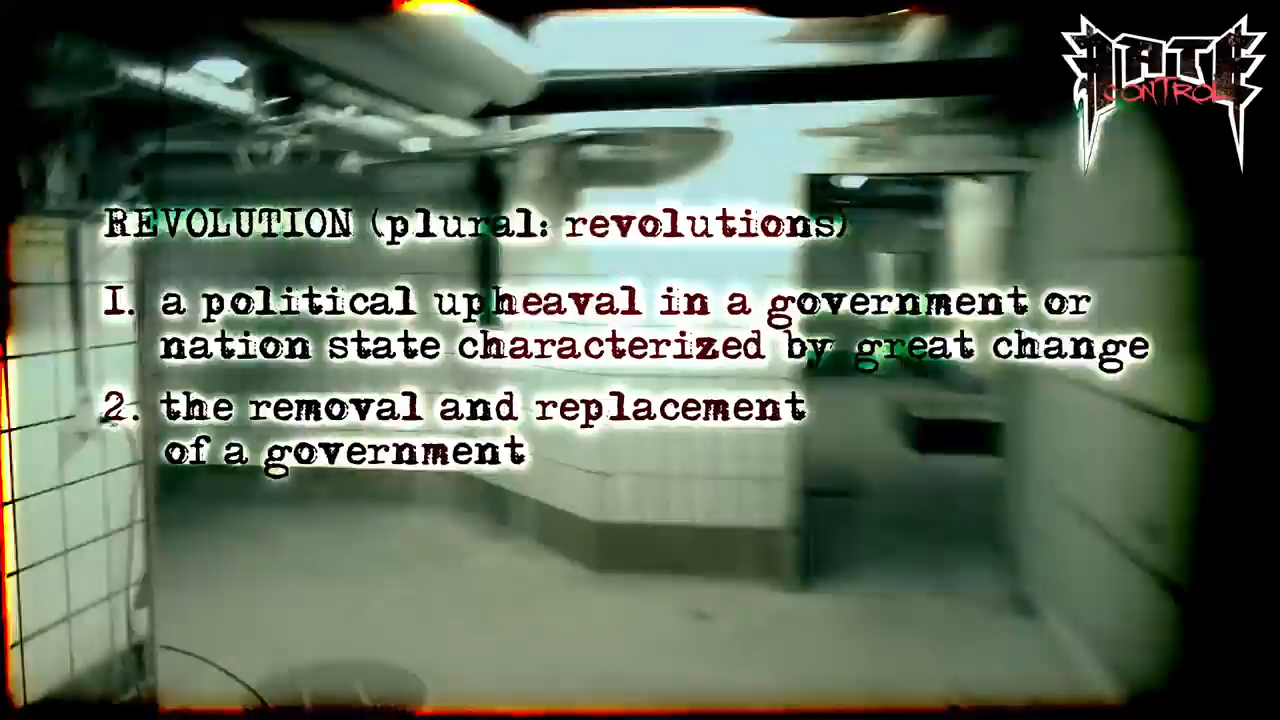 CONTROL
REVOLUTION (plural: revolutions)
1. a political upheaval in a government or
nation state characterized by great change
2. the removal and replacement
of a government